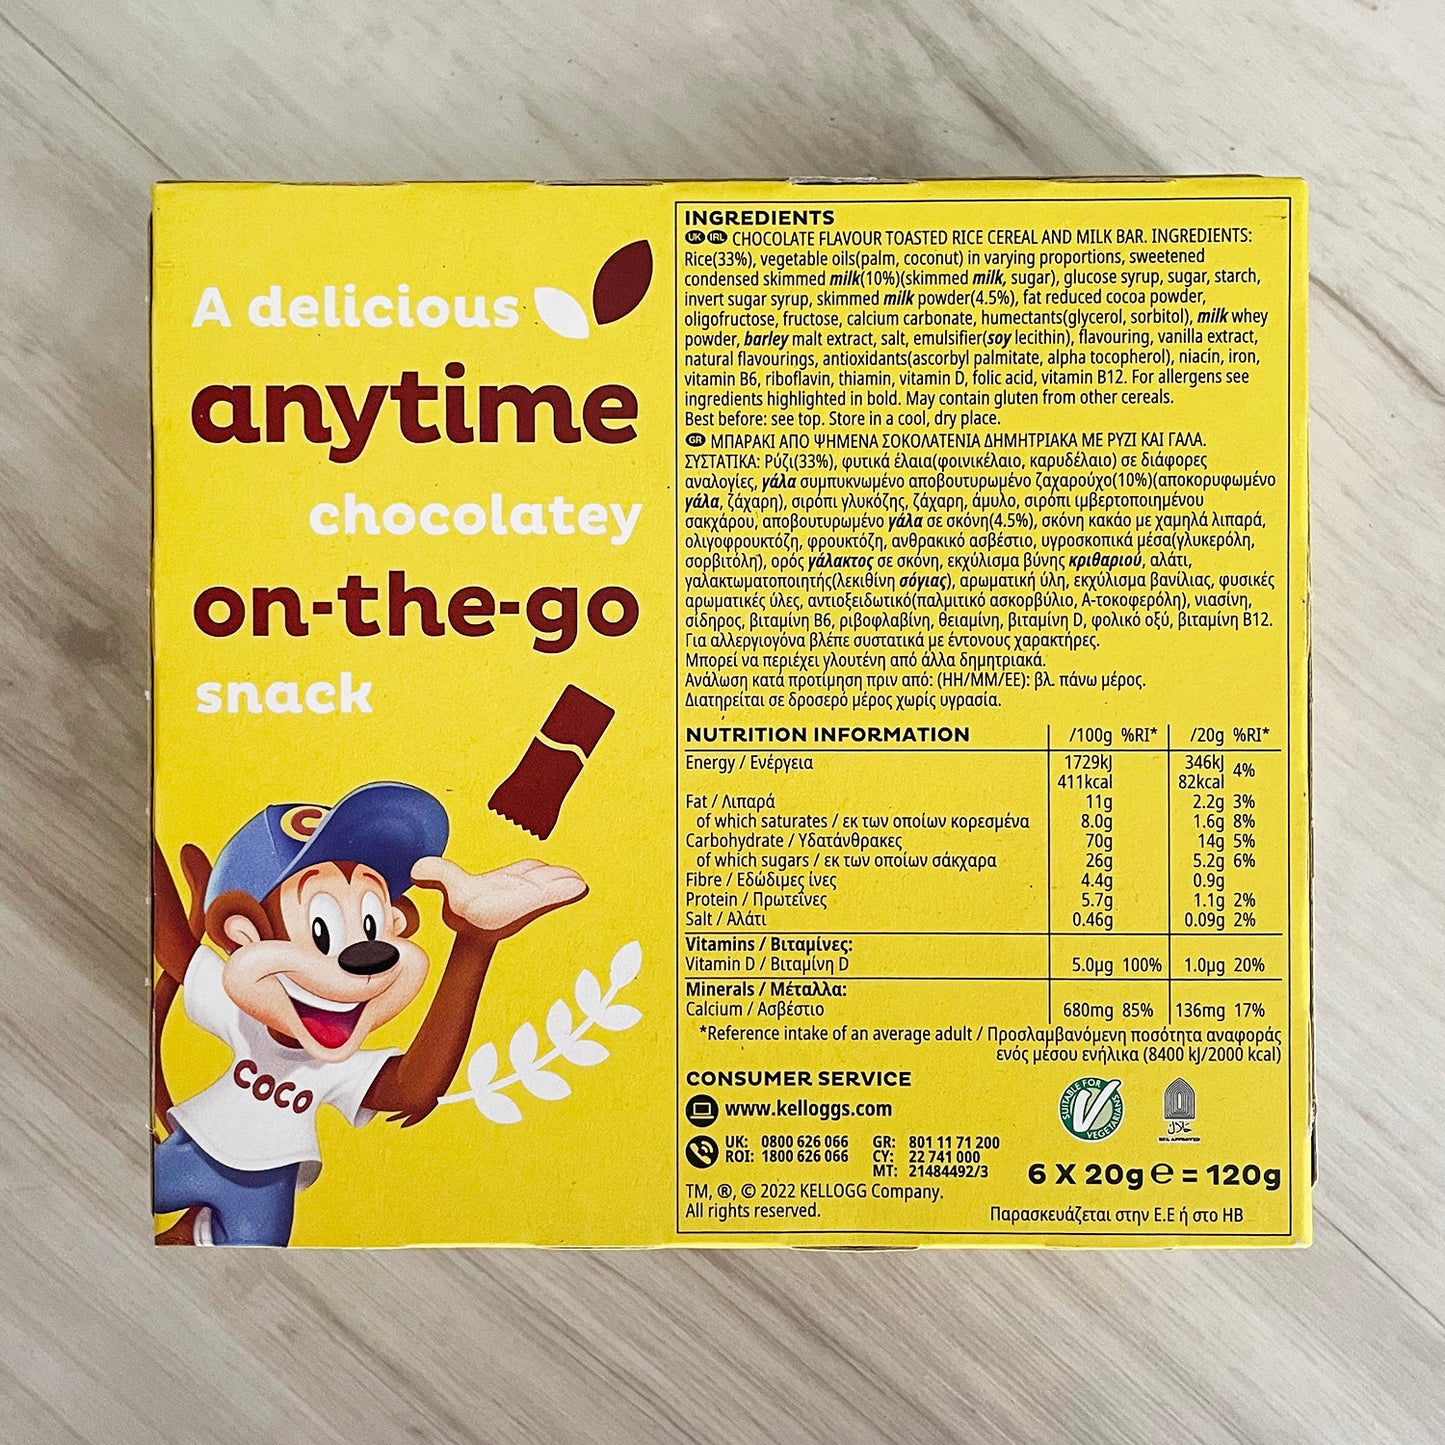 A delicious
anytime
chocolatey
on-the-go
snack
C
COCO
INGREDIENTS
UK IRL CHOCOLATE FLAVOUR TOASTED RICE CEREAL AND MILK BAR. INGREDIENTS:
Rice(33%), vegetable oils(palm, coconut) in varying proportions, sweetened
condensed skimmed milk(10%)(skimmed milk, sugar), glucose syrup, sugar, starch,
invert sugar syrup, skimmed milk powder(4.5%), fat reduced cocoa powder,
oligofructose, fructose, calcium carbonate, humectants(glycerol, sorbitol), milk whey
powder, barley malt extract, salt, emulsifier(soy lecithin), flavouring, vanilla extract,
natural flavourings, antioxidants(ascorbyl palmitate, alpha tocopherol), niacin, iron,
vitamin B6, riboflavin, thiamin, vitamin D, folic acid, vitamin B12. For allergens see
ingredients highlighted in bold. May contain gluten from other cereals.
Best before: see top. Store in a cool, dry place.
GR ΜΠΑΡΑΚΙ ΑΠΟ ΨΗΜΕΝΑ ΣΟΚΟΛΑΤΕΝΙΑ ΔΗΜΗΤΡΙΑΚΑ ΜΕ ΡΥΖΙ ΚΑΙ ΓΑΛΑ.
ΣΥΣΤΑΤΙΚΑ: Ρύζι(33%), φυτικά έλαια(φοινικέλαιο, καρυδέλαιο) σε διάφορες
αναλογίες, γάλα συμπυκνωμένο αποβουτυρωμένο ζαχαρούχο(10%)(αποκορυφωμένο
γάλα, ζάχαρη), σιρόπι γλυκόζης, ζάχαρη, άμυλο, σιρόπι ιμβερτοποιημένου
σακχάρου, αποβουτυρωμένο γάλα σε σκόνη(4.5%), σκόνη κακάο με χαμηλά λιπαρά,
ολιγοφρουκτόζη, φρουκτόζη, ανθρακικό ασβέστιο, υγροσκοπικά μέσα(γλυκερόλη,
σορβιτόλη), ορός γάλακτος σε σκόνη, εκχύλισμα βύνης κριθαριού, αλάτι,
γαλακτωματοποιητής(λεκιθίνη σόγιας), αρωματική ύλη, εκχύλισμα βανίλιας, φυσικές
αρωματικές ύλες, αντιοξειδωτικό(παλμιτικό ασκορβύλιο, Α-τοκοφερόλη), νιασίνη,
σίδηρος, βιταμίνη Β6, ριβοφλαβίνη, θειαμίνη, βιταμίνη D, φολικό οξύ, βιταμίνη Β12.
Για αλλεργιογόνα βλέπε συστατικά με έντονους χαρακτήρες.
Μπορεί να περιέχει γλουτένη από άλλα δημητριακά.
Ανάλωση κατά προτίμηση πριν από: (ΗΗ/ΜΜ/ΕΕ): βλ. πάνω μέρος.
Διατηρείται σε δροσερό μέρος χωρίς υγρασία.
NUTRITION INFORMATION /100g %RI* /20g %RI*
Energy / Ενέργεια 1729kJ 346kJ 4%
411kcal 82kcal
Fat / Λιπαρά 11g 2.2g 3%
of which saturates / εκ των οποίων κορεσμένα 8.0g 1.6g 8%
Carbohydrate / Υδατάνθρακες 70g 14g 5%
of which sugars / εκ των οποίων σάκχαρα 26g 5.2g 6%
Fibre / Εδώδιμες ίνες 4.4g 0.9g
Protein / Πρωτεΐνες 5.7g 1.1g 2%
Salt / Αλάτι 0.46g 0.09g 2%
Vitamins / Βιταμίνες:
Vitamin D / Βιταμίνη D 5.0µg 100% 1.0µg 20%
Minerals / Μέταλλα:
Calcium / Ασβέστιο 680mg 85% 136mg 17%
*Reference intake of an average adult / Προσλαμβανόμενη ποσότητα αναφοράς
ενός μέσου ενήλικα (8400 kJ/2000 kcal)
CONSUMER SERVICE
www.kelloggs.com
UK: 0800 626 066 GR: 801 11 71 200
ROI: 1800 626 066 CY: 22 741 000
MT: 21484492/3
TM, ®, © 2022 KELLOGG Company.
All rights reserved.
SUITABLE FOR
VEGETARIANS
حلال
HFA APPROVED
6 X 20g e = 120g
Παρασκευάζεται στην Ε.Ε ή στο ΗΒ